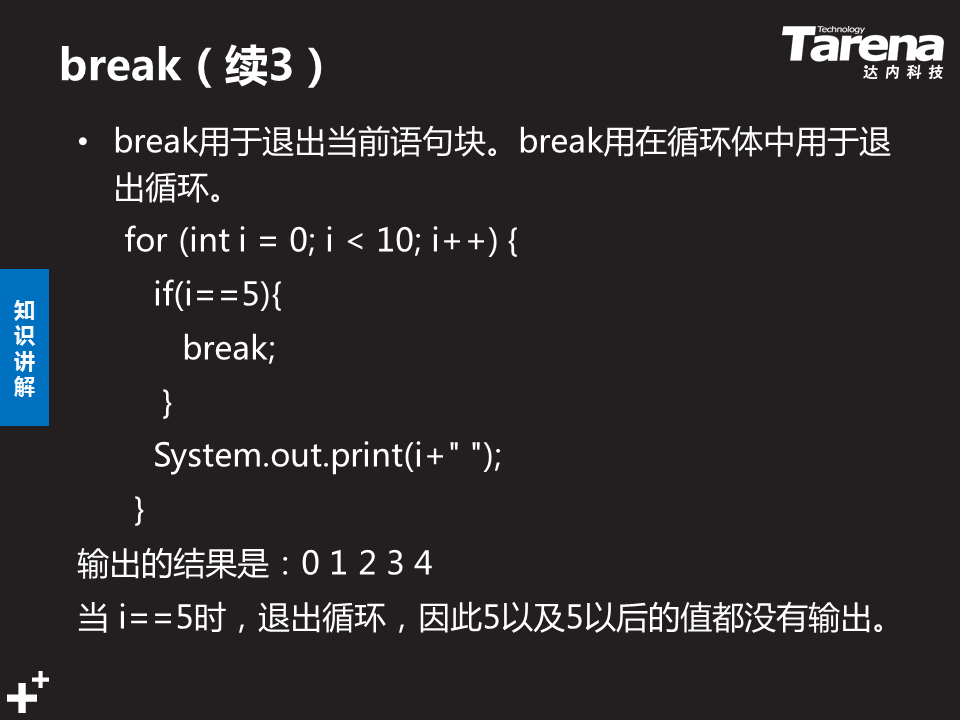 break（续3）
Technology
Tarena
达内科技
• break用于退出当前语句块。break用在循环体中用于退
出循环。
for (int i = 0; i < 10; i++) {
if(i==5){
break;
}
System.out.print(i+" ");
}
知
识
讲
解
输出的结果是：0 1 2 3 4
当 i==5时，退出循环，因此5以及5以后的值都没有输出。